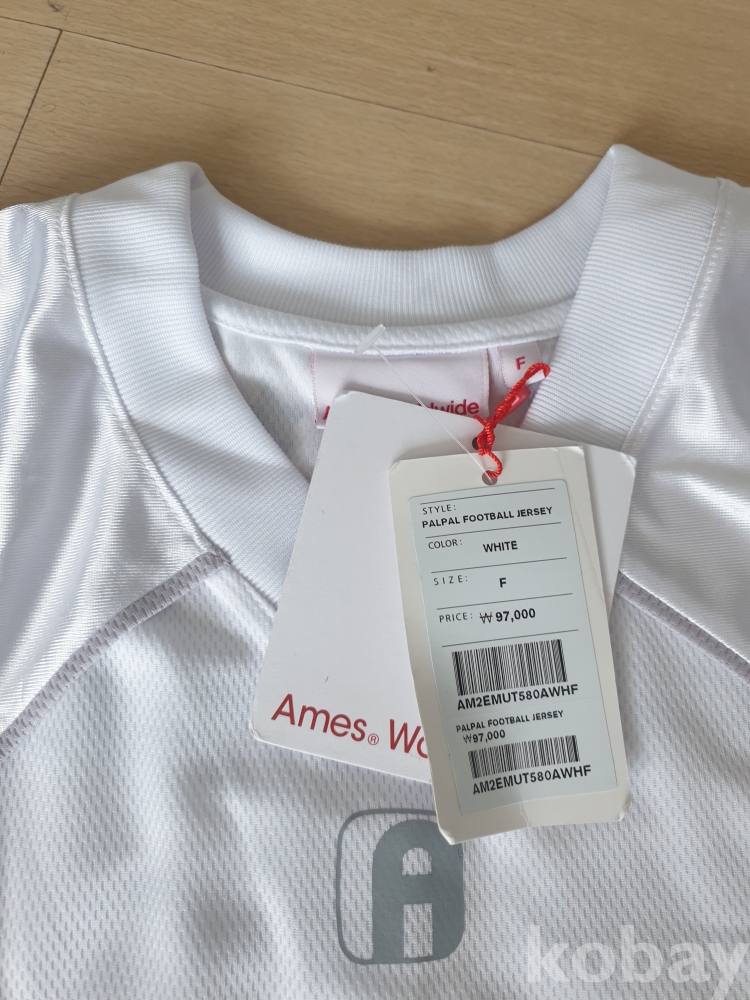 F
wide
STYLE:
PALPAL FOOTBALL JERSEY
COLOR: WHITE
SIZE: F
PRICE: ₩ 97,000
AM2EMUT580AWHF
PALPAL FOOTBALL JERSEY
₩97,000
AM2EMUT580AWHF
Ames® Wo
A
kobay